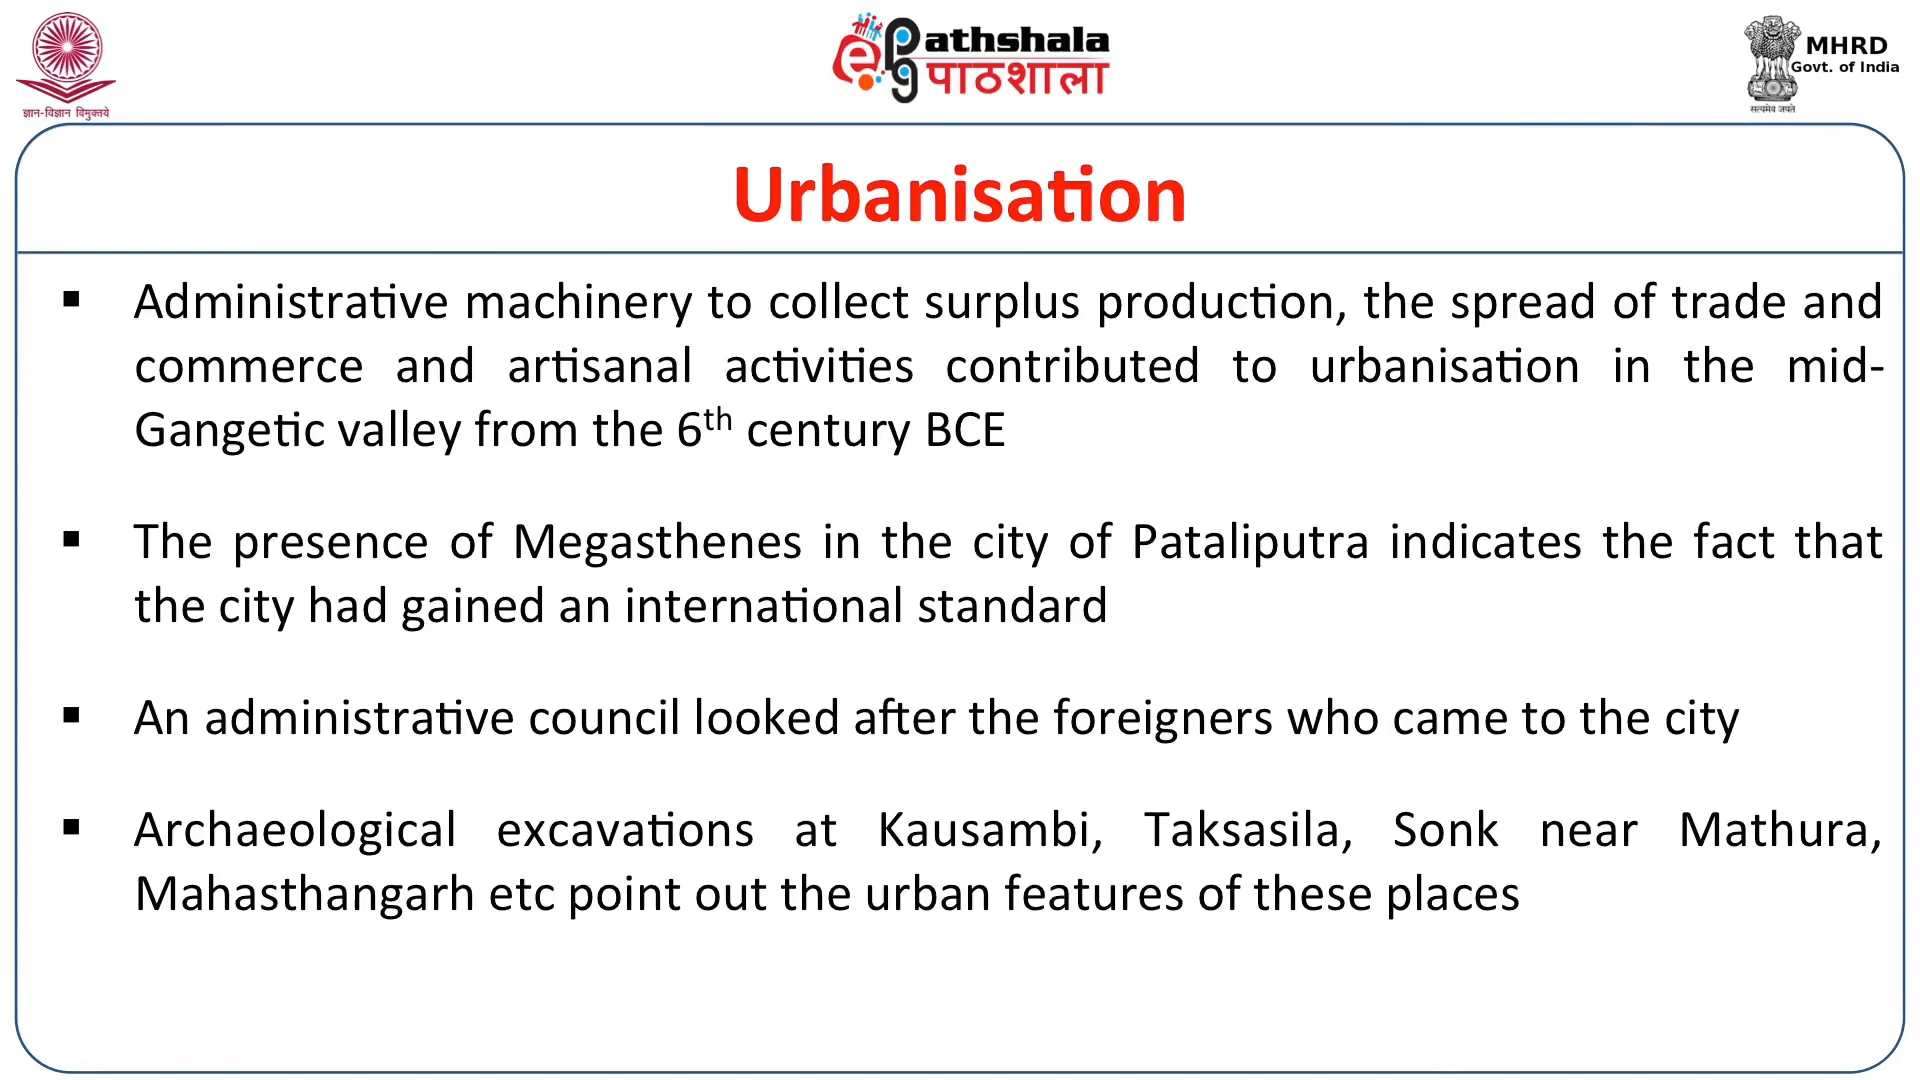 ज्ञान-विज्ञान विमुक्तये
e
pg
athshala
पाठशाला
MHRD
Govt. of India
सत्यमेव जयते
Urbanisation
▪ Administrative machinery to collect surplus production, the spread of trade and
commerce and artisanal activities contributed to urbanisation in the mid-
Gangetic valley from the 6th century BCE
▪ The presence of Megasthenes in the city of Pataliputra indicates the fact that
the city had gained an international standard
▪ An administrative council looked after the foreigners who came to the city
▪ Archaeological excavations at Kausambi, Taksasila, Sonk near Mathura,
Mahasthangarh etc point out the urban features of these places